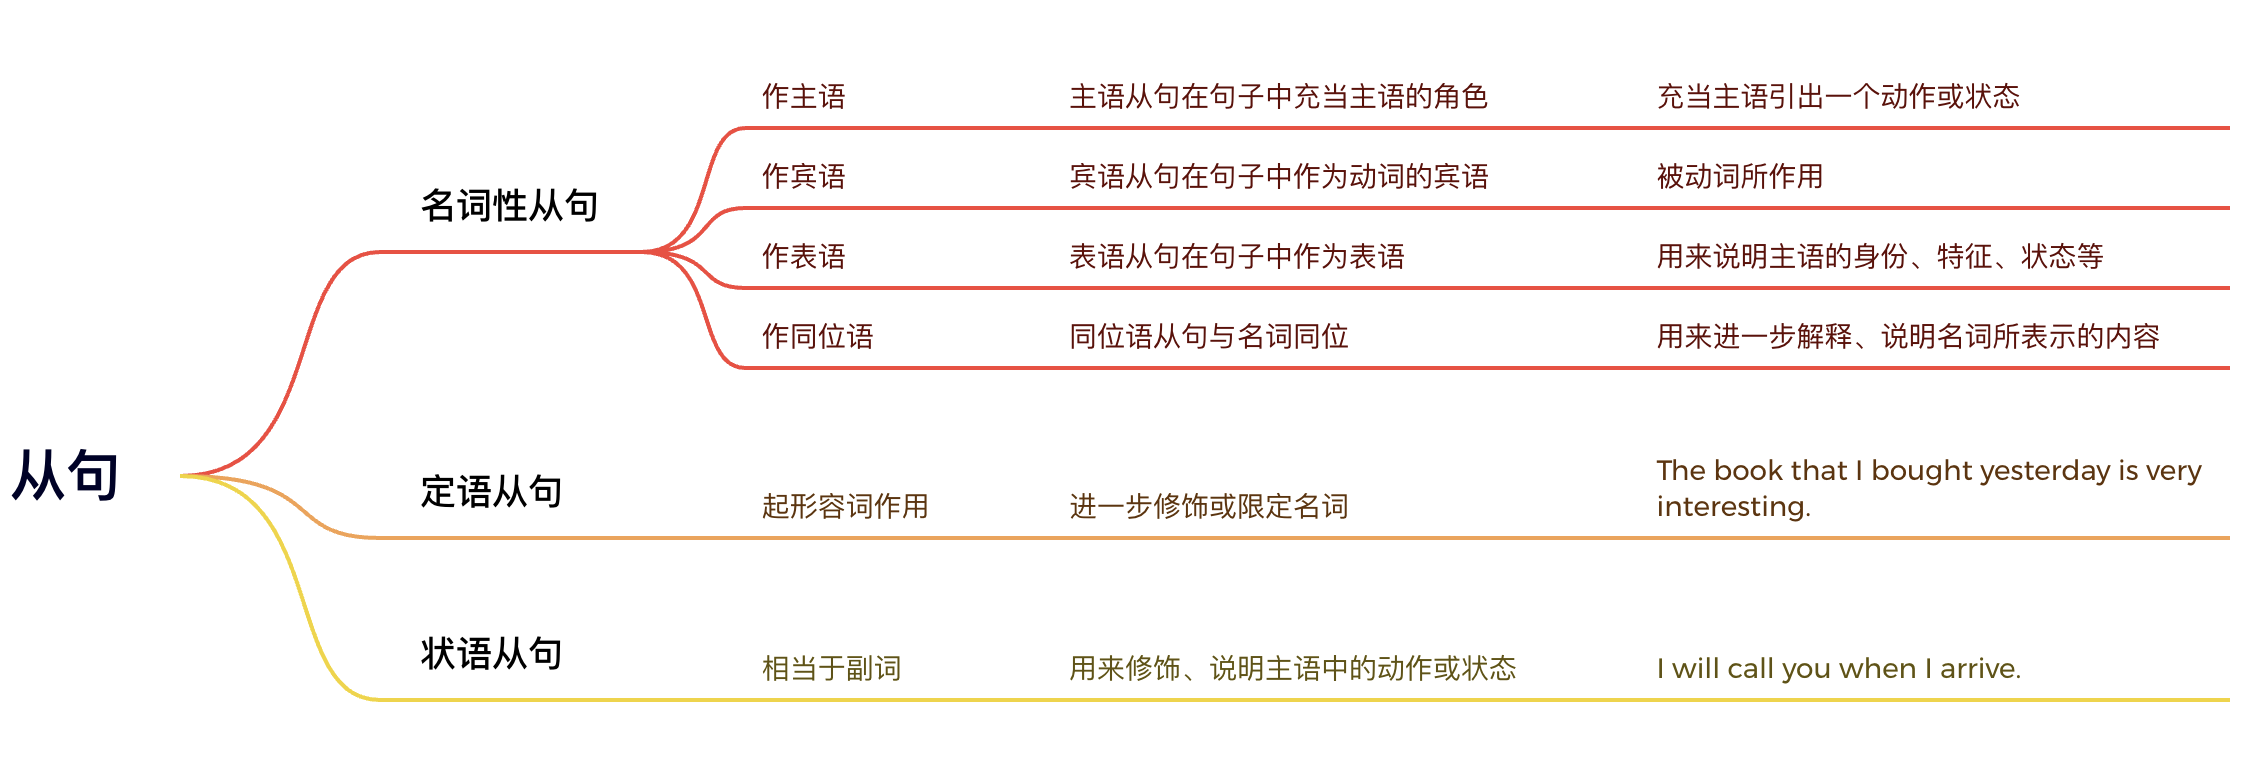 从句
名词性从句
作主语
主语从句在句子中充当主语的角色
充当主语引出一个动作或状态
作宾语
宾语从句在句子中作为动词的宾语
被动词所作用
作表语
表语从句在句子中作为表语
用来说明主语的身份、特征、状态等
作同位语
同位语从句与名词同位
用来进一步解释、说明名词所表示的内容
定语从句
起形容词作用
进一步修饰或限定名词
The book that I bought yesterday is very
interesting.
状语从句
相当于副词
用来修饰、说明主语中的动作或状态
I will call you when I arrive.